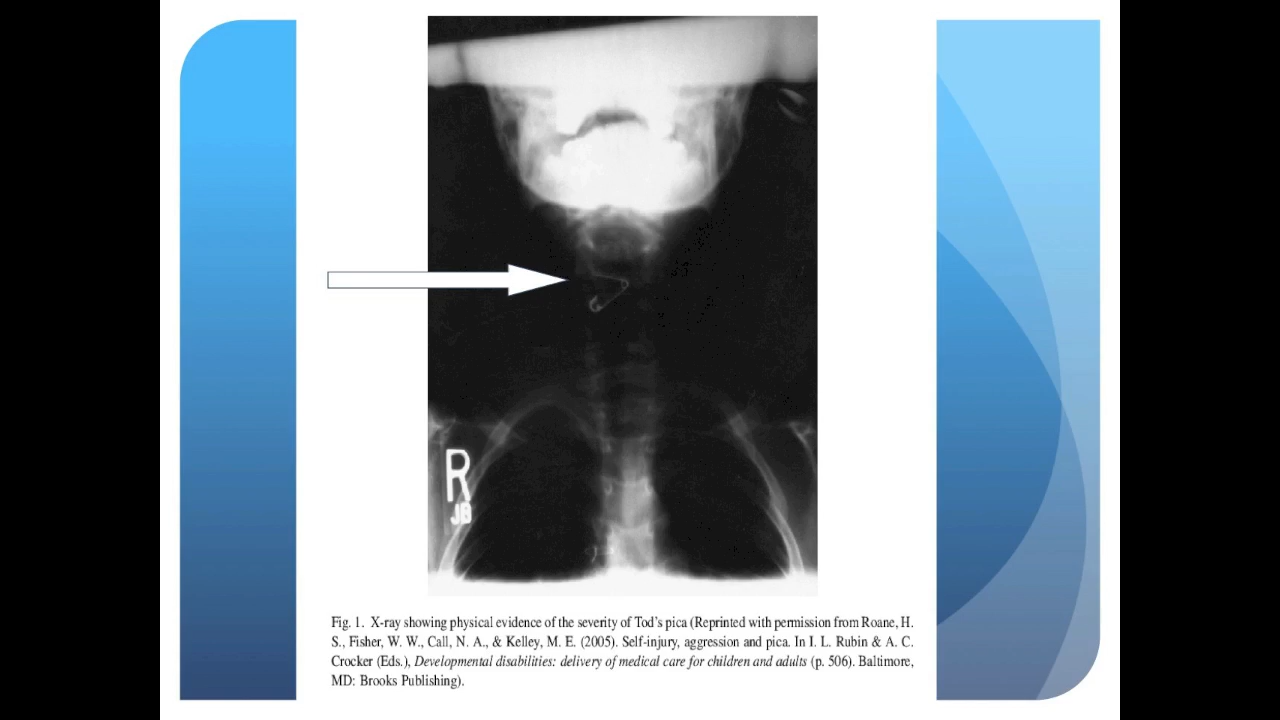 R
JB
Fig. 1. X-ray showing physical evidence of the severity of Tod's pica (Reprinted with permission from Roane, H.
S., Fisher, W. W., Call, N. A., & Kelley, M. E. (2005). Self-injury, aggression and pica. In I. L. Rubin & A. C.
Crocker (Eds.), Developmental disabilities: delivery of medical care for children and adults (p. 506). Baltimore,
MD: Brooks Publishing).